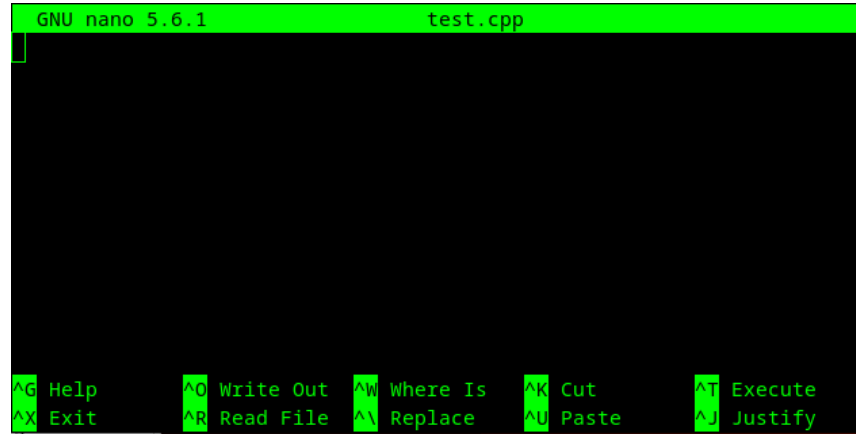 GNU nano 5.6.1 test.cpp
^G Help ^O Write Out ^W Where Is ^K Cut ^T Execute
^X Exit ^R Read File ^\ Replace ^U Paste ^J Justify